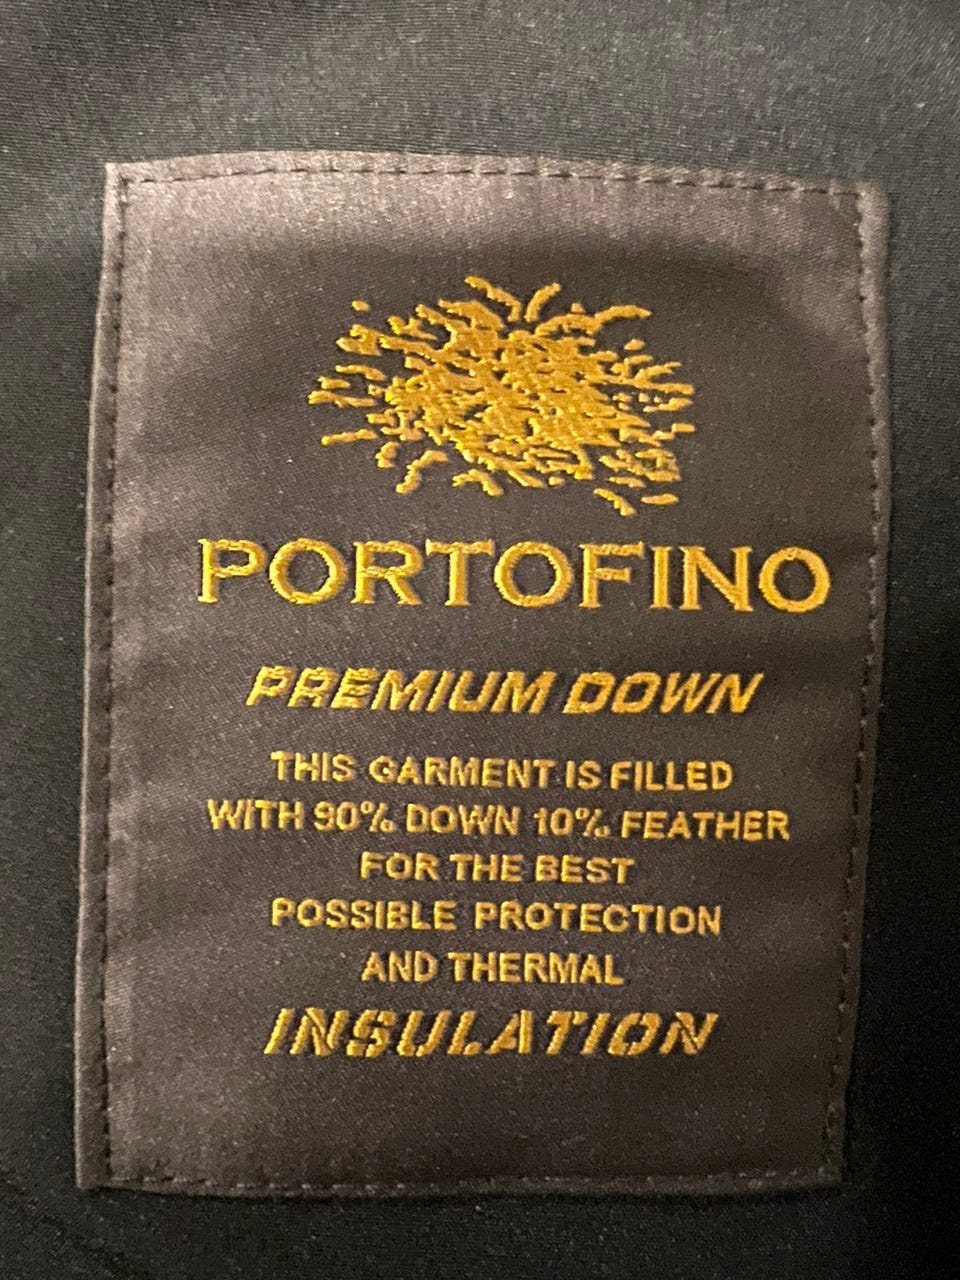 PORTOFINO
PREMIUM DOWN
THIS GARMENT IS FILLED
WITH 90% DOWN 10% FEATHER
FOR THE BEST
POSSIBLE PROTECTION
AND THERMAL
INSULATION